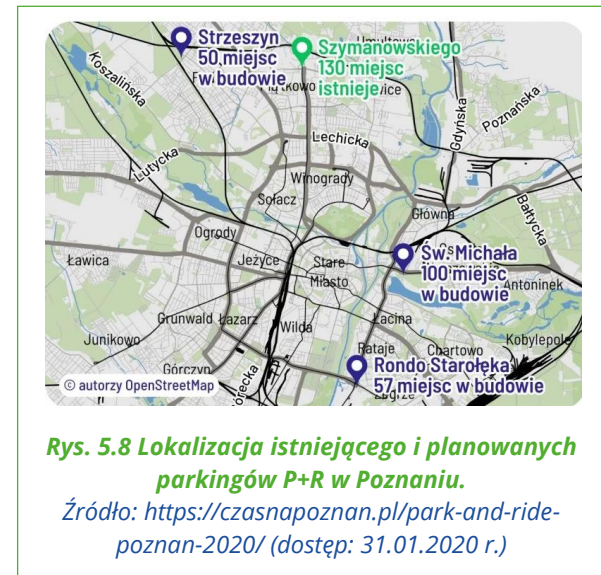 Strzeszyn
50 miejsc
w budowie
Szymanowskiego
130 miejsc
istnieje
Koszalińska
Lechicka
Gdyńska
Poznańska
Lutycka
Winogrady
Sołacz
Bałtycka
Główna
Ogrody
Ławica
Jeżyce
Stare
Miasto
Św. Michała
100 miejsc
w budowie
Antoninek
Grunwald
Łazarz
Wilda
Łacina
Junikowo
Kobylepole
Rataje
Chartowo
Górczyn
Rondo Starołęka
57 miejsc w budowie
© autorzy OpenStreetMap
Rys. 5.8 Lokalizacja istniejącego i planowanych
parkingów P+R w Poznaniu.
Źródło: https://czasnapoznan.pl/park-and-ride-
poznan-2020/ (dostęp: 31.01.2020 r.)